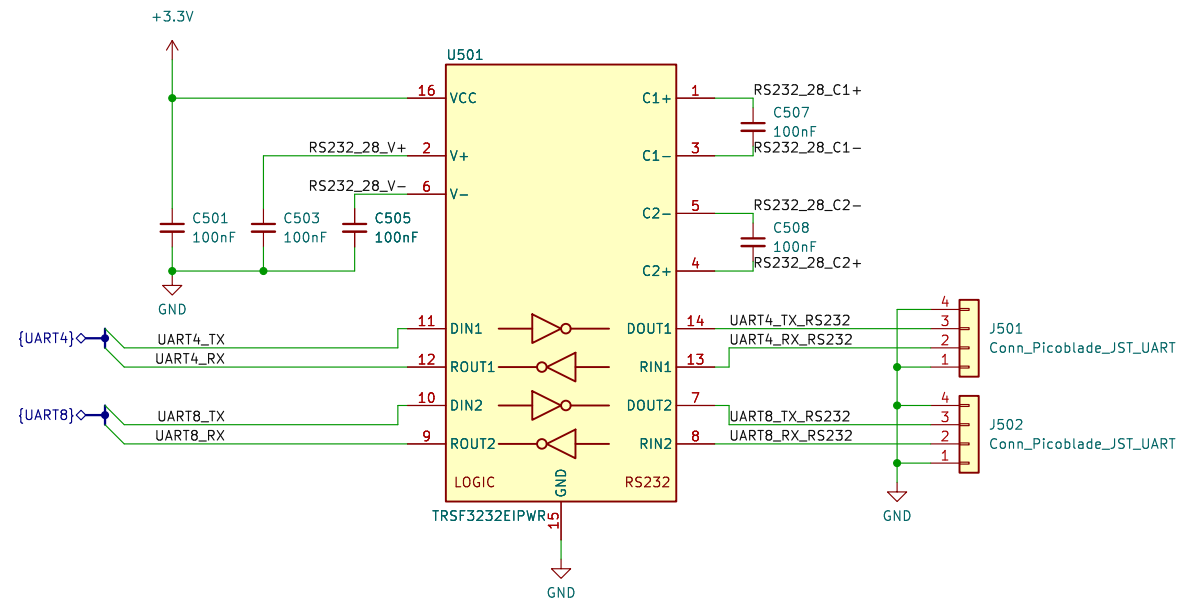 +3.3V
U501
16
VCC
C1+
1
RS232_28_C1+
C507
100nF
RS232_28_V+
2
V+
C1-
3
RS232_28_C1-
RS232_28_V-
6
V-
C2-
5
RS232_28_C2-
C501
100nF
C503
100nF
C505
100nF
C508
100nF
C2+
4
RS232_28_C2+
GND
{UART4}
UART4_TX
11
DIN1
DOUT1
14
UART4_TX_RS232
UART4_RX
12
ROUT1
RIN1
13
UART4_RX_RS232
4
3
2
1
J501
Conn_Picoblade_JST_UART
{UART8}
UART8_TX
10
DIN2
DOUT2
7
UART8_TX_RS232
UART8_RX
9
ROUT2
RIN2
8
UART8_RX_RS232
4
3
2
1
J502
Conn_Picoblade_JST_UART
LOGIC
GND
RS232
TRSF3232EIPWR
15
GND
GND